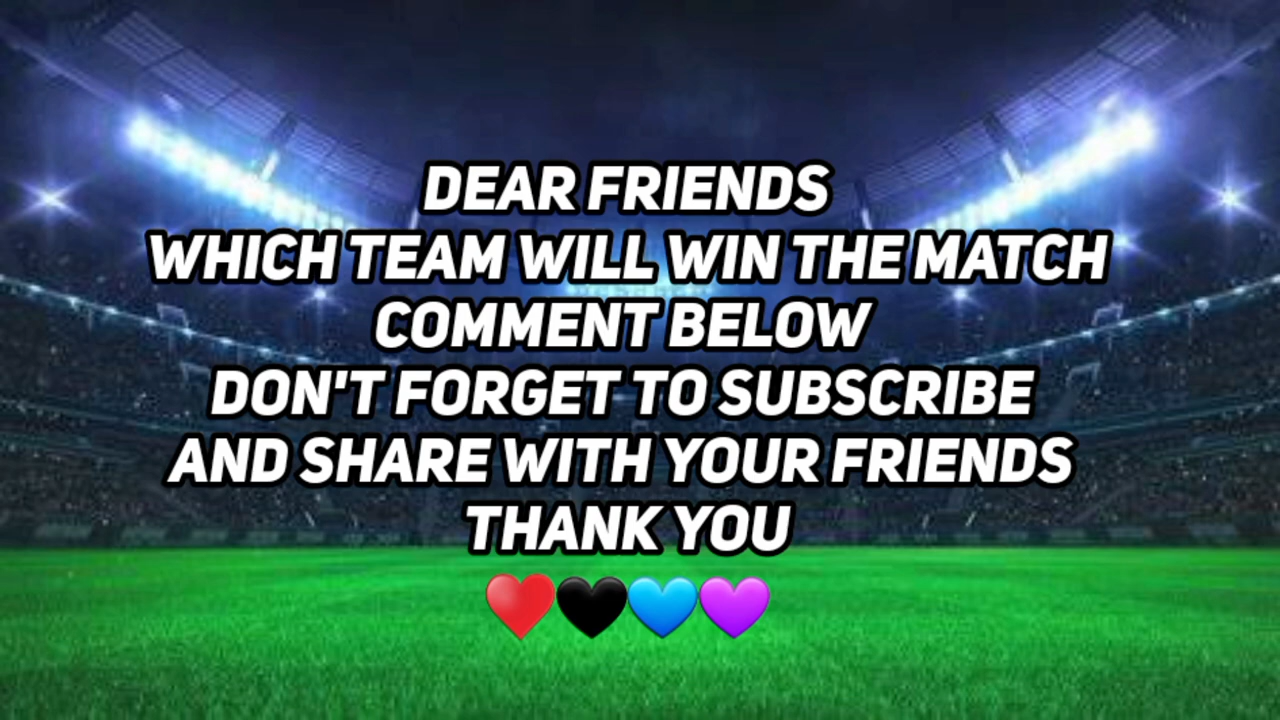 DEAR FRIENDS
WHICH TEAM WILL WIN THE MATCH
COMMENT BELOW
DON'T FORGET TO SUBSCRIBE
AND SHARE WITH YOUR FRIENDS
THANK YOU
♥️🖤💙💜